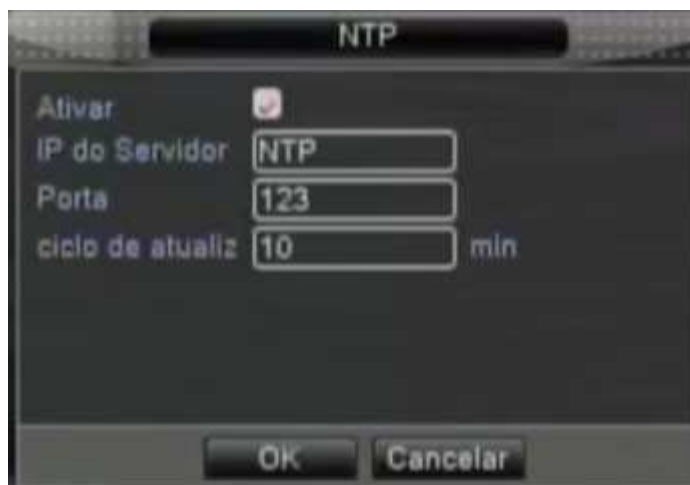 NTP
Ativar
IP do Servidor NTP
Porta 123
ciclo de atualiz 10 min
OK Cancelar